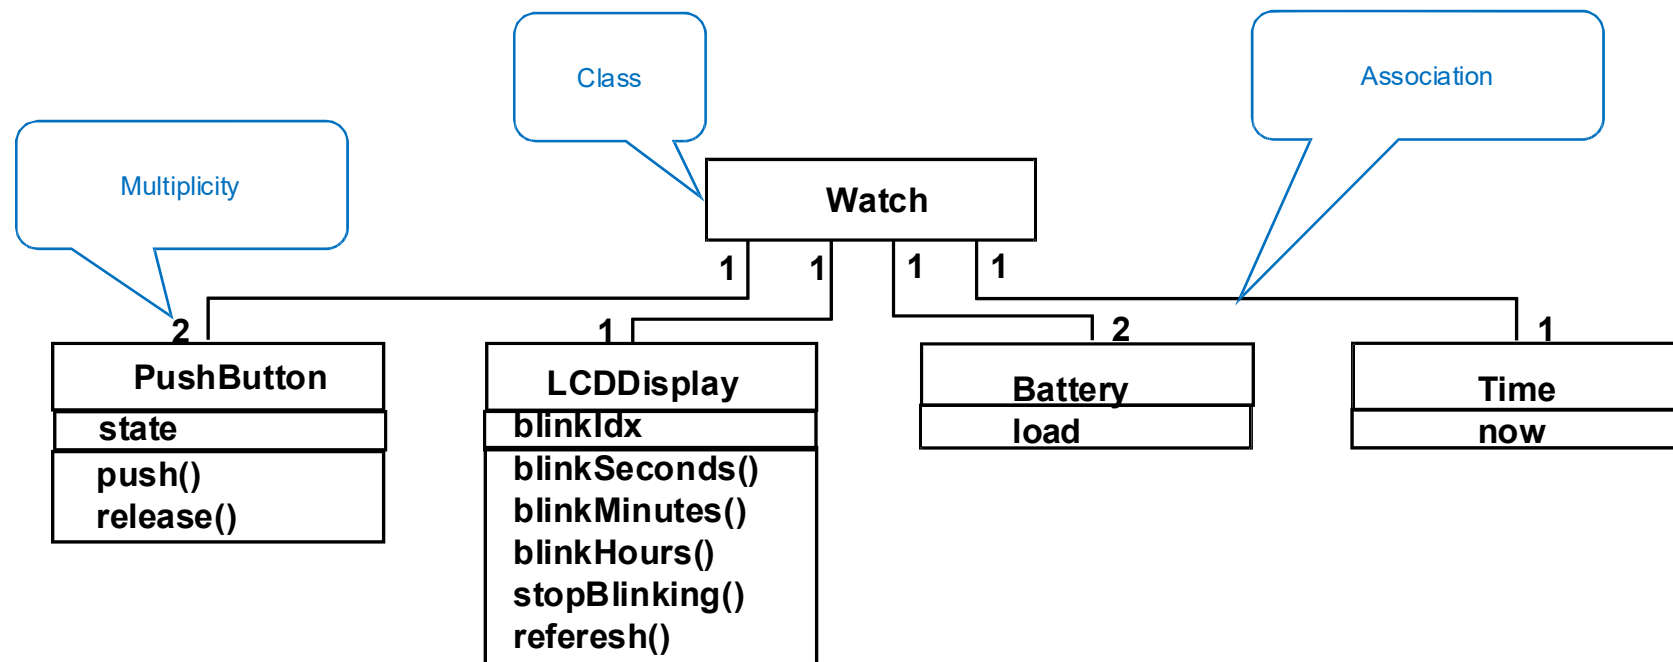 Class
Association
Multiplicity
Watch
1
1
1
1
2
1
2
1
PushButton
state
push()
release()
LCDDisplay
blinkIdx
blinkSeconds()
blinkMinutes()
blinkHours()
stopBlinking()
referesh()
Battery
load
Time
now